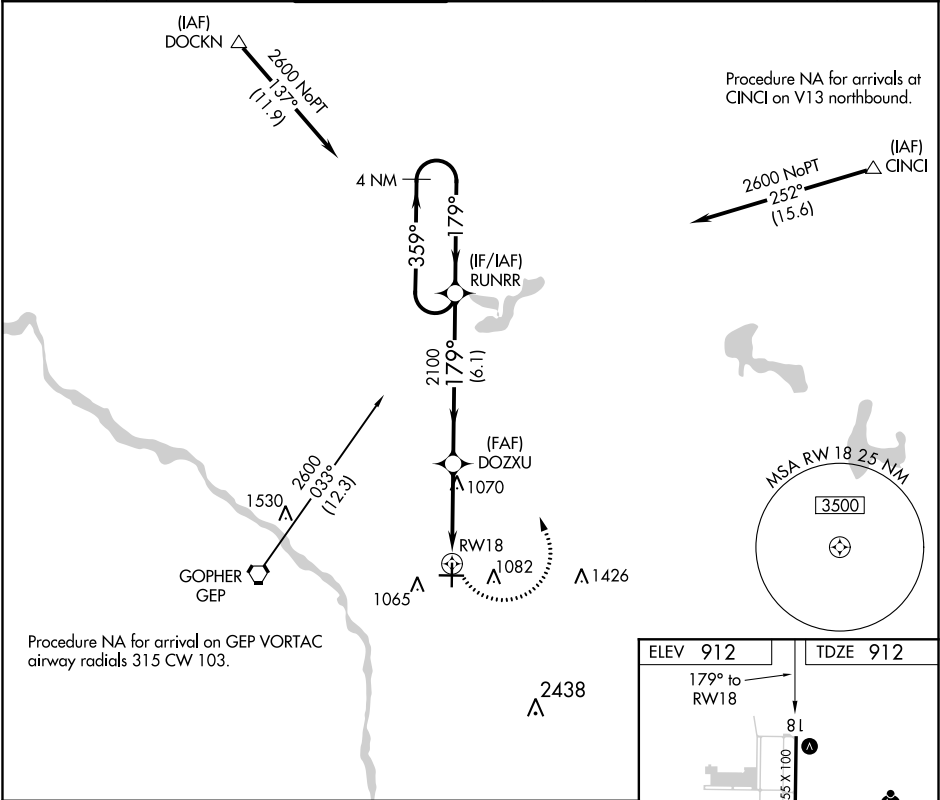 (IAF)
DOCKN
2600 NoPT
137°
(11.9)
Procedure NA for arrivals at
CINCI on V13 northbound.
(IAF)
CINCI
2600 NoPT
252°
(15.6)
4 NM
359°
179°
(IF/IAF)
RUNRR
2100
179°
(6.1)
(FAF)
DOZXU
1070
2600
033°
(12.3)
1530
GOPHER
GEP
RW18
1082
1065
1426
MSA RW 18 25 NM
3500
Procedure NA for arrival on GEP VORTAC
airway radials 315 CW 103.
2438
ELEV 912
TDZE 912
179° to
RW18
18
55 X 100